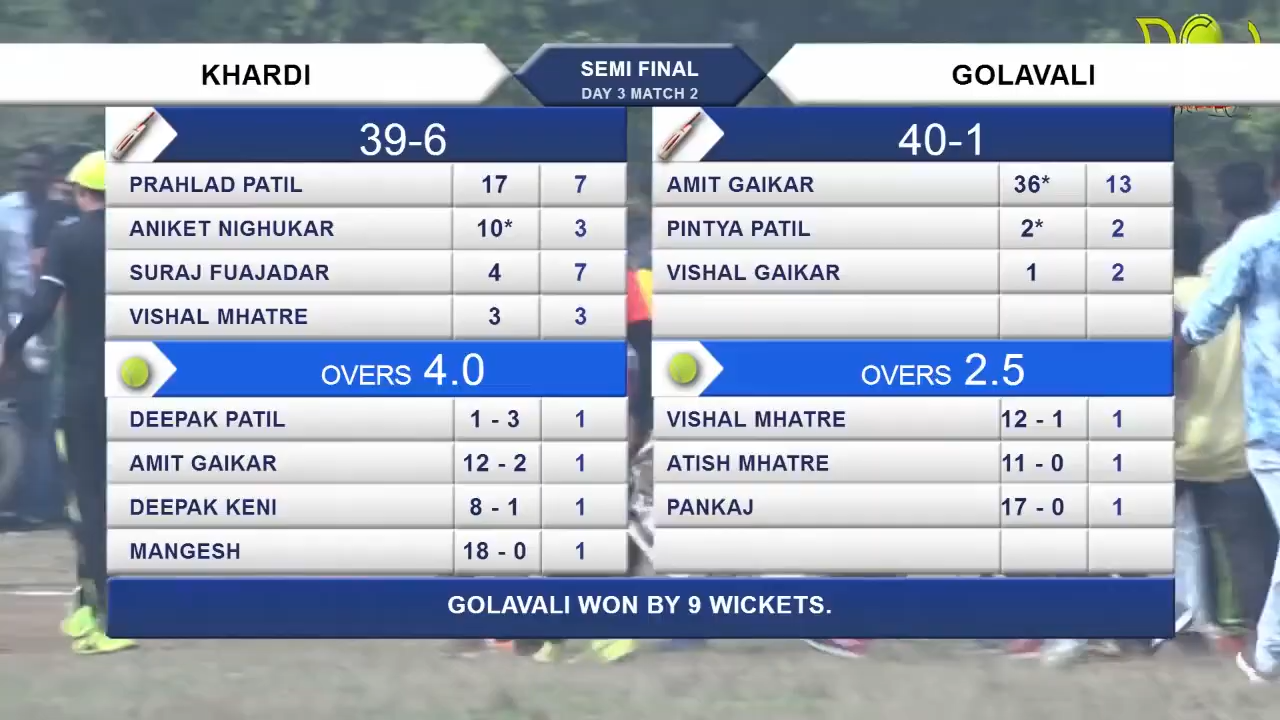 KHARDI
SEMI FINAL
DAY 3 MATCH 2
GOLAVALI
39-6
PRAHLAD PATIL 17 7
ANIKET NIGHUKAR 10* 3
SURAJ FUAJADAR 4 7
VISHAL MHATRE 3 3
OVERS 4.0
DEEPAK PATIL 1 - 3 1
AMIT GAIKAR 12 - 2 1
DEEPAK KENI 8 - 1 1
MANGESH 18 - 0 1
40-1
AMIT GAIKAR 36* 13
PINTYA PATIL 2* 2
VISHAL GAIKAR 1 2
OVERS 2.5
VISHAL MHATRE 12 - 1 1
ATISH MHATRE 11 - 0 1
PANKAJ 17 - 0 1
GOLAVALI WON BY 9 WICKETS.